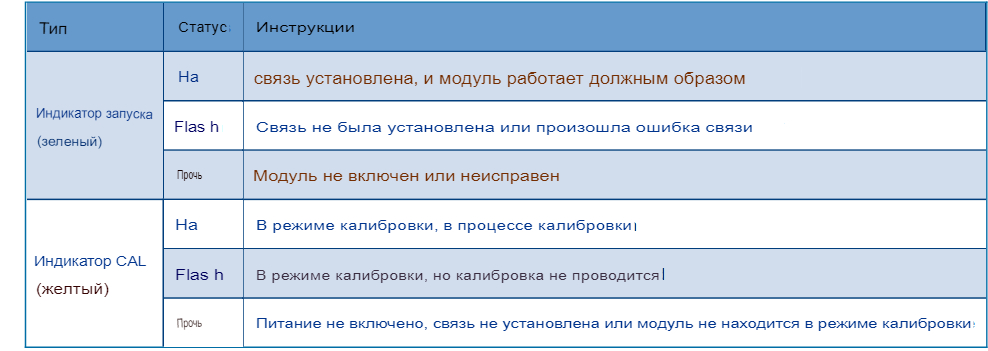 Тип Статус Инструкции
На связь установлена, и модуль работает должным образом
Индикатор запуска
(зеленый)
Flas h Связь не была установлена или произошла ошибка связи
Прочь Модуль не включен или неисправен
На В режиме калибровки, в процессе калибровки
Индикатор CAL
(желтый)
Flas h В режиме калибровки, но калибровка не проводится
Прочь Питание не включено, связь не установлена или модуль не находится в режиме калибровки